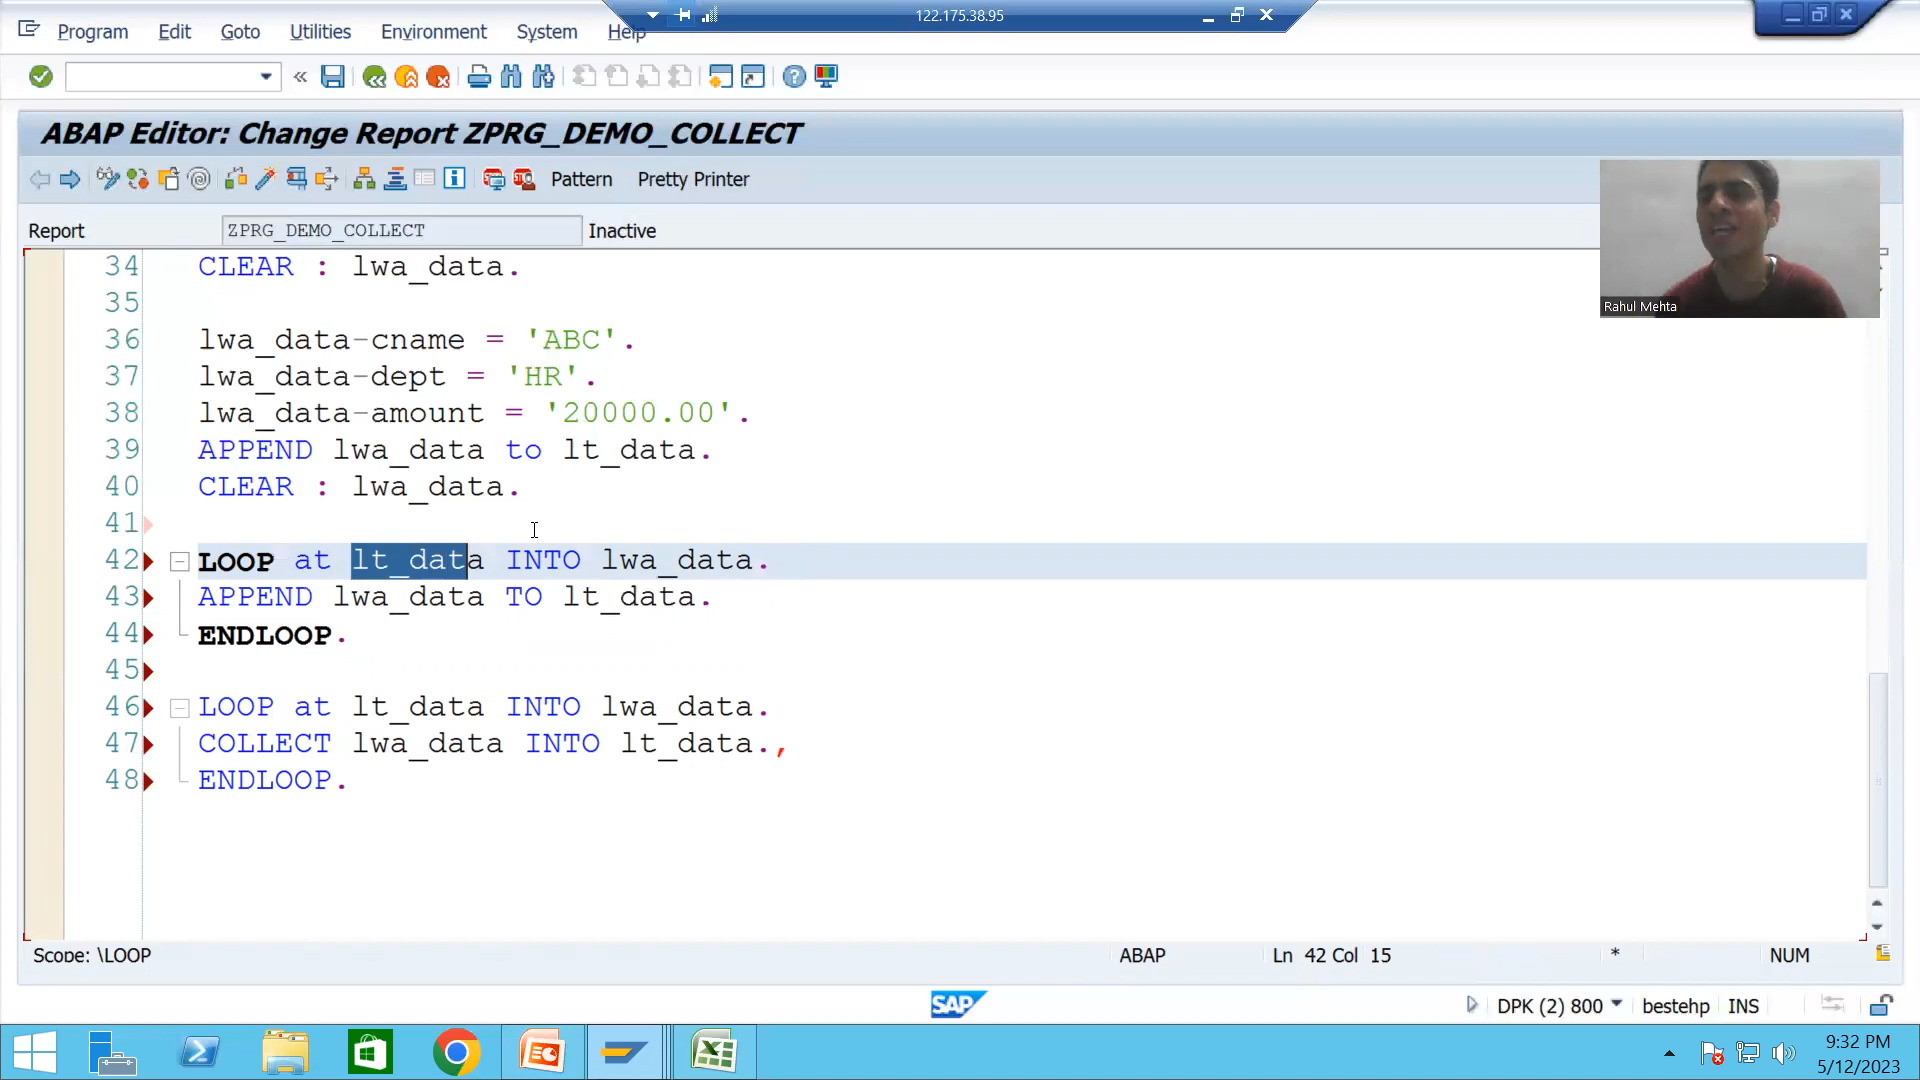 122.175.38.95
Program Edit Goto Utilities Environment System Help
ABAP Editor: Change Report ZPRG_DEMO_COLLECT
Pattern Pretty Printer
Report ZPRG_DEMO_COLLECT Inactive
Rahul Mehta
34 CLEAR : lwa_data.
35
36 lwa_data-cname = 'ABC'.
37 lwa_data-dept = 'HR'.
38 lwa_data-amount = '20000.00'.
39 APPEND lwa_data to lt_data.
40 CLEAR : lwa_data.
41
42 LOOP at lt_data INTO lwa_data.
43 APPEND lwa_data TO lt_data.
44 ENDLOOP.
45
46 LOOP at lt_data INTO lwa_data.
47 COLLECT lwa_data INTO lt_data.,
48 ENDLOOP.
Scope: \LOOP ABAP Ln 42 Col 15 * NUM
SAP DPK (2) 800 bestehp INS
9:32 PM
5/12/2023